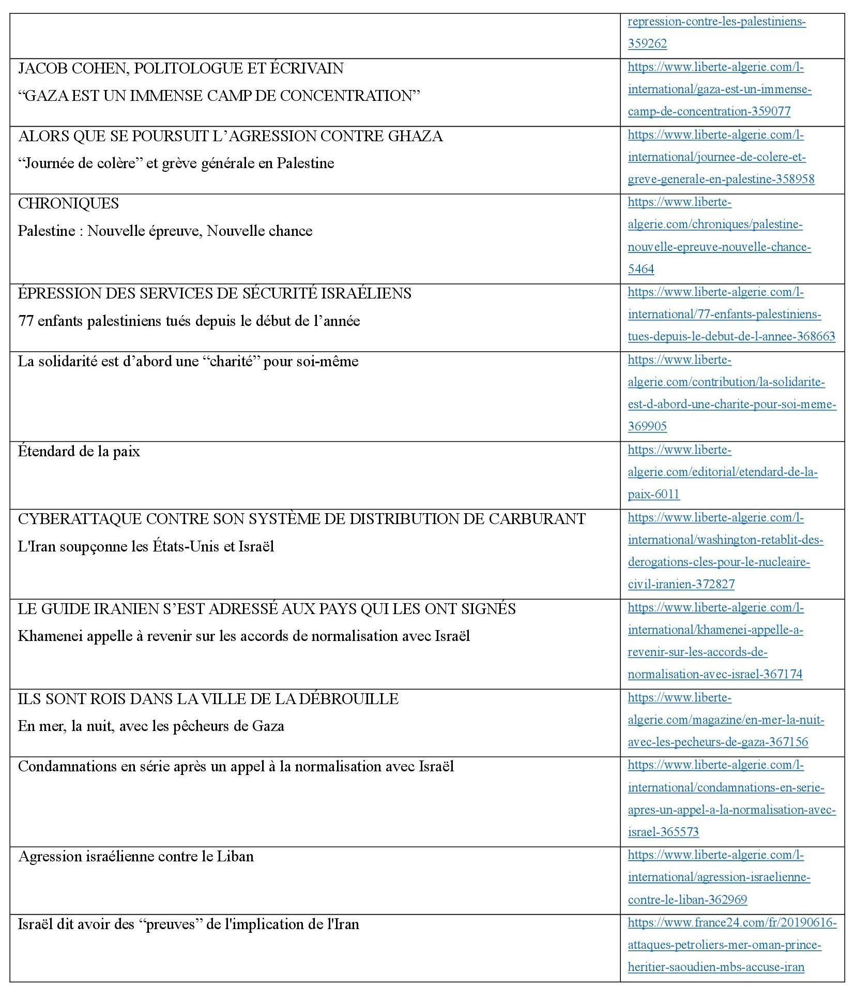 repression-contre-les-palestiniens-
359262
JACOB COHEN, POLITOLOGUE ET ÉCRIVAIN
“GAZA EST UN IMMENSE CAMP DE CONCENTRATION”
https://www.liberte-algerie.com/l-
international/gaza-est-un-immense-
camp-de-concentration-359077
ALORS QUE SE POURSUIT L’AGRESSION CONTRE GHAZA
“Journée de colère” et grève générale en Palestine
https://www.liberte-algerie.com/l-
international/journee-de-colere-et-
greve-generale-en-palestine-358958
CHRONIQUES
Palestine : Nouvelle épreuve, Nouvelle chance
https://www.liberte-
algerie.com/chroniques/palestine-
nouvelle-epreuve-nouvelle-chance-
5464
ÉPRESSION DES SERVICES DE SÉCURITÉ ISRAÉLIENS
77 enfants palestiniens tués depuis le début de l’année
https://www.liberte-algerie.com/l-
international/77-enfants-palestiniens-
tues-depuis-le-debut-de-l-annee-368663
La solidarité est d’abord une “charité” pour soi-même
https://www.liberte-
algerie.com/contribution/la-solidarite-
est-d-abord-une-charite-pour-soi-meme-
369905
Étendard de la paix
https://www.liberte-
algerie.com/editorial/etendard-de-la-
paix-6011
CYBERATTAQUE CONTRE SON SYSTÈME DE DISTRIBUTION DE CARBURANT
L'Iran soupçonne les États-Unis et Israël
https://www.liberte-algerie.com/l-
international/washington-retablit-des-
derogations-cles-pour-le-nucleaire-
civil-iranien-372827
LE GUIDE IRANIEN S’EST ADRESSÉ AUX PAYS QUI LES ONT SIGNÉS
Khamenei appelle à revenir sur les accords de normalisation avec Israël
https://www.liberte-algerie.com/l-
international/khamenei-appelle-a-
revenir-sur-les-accords-de-
normalisation-avec-israel-367174
ILS SONT ROIS DANS LA VILLE DE LA DÉBROUILLE
En mer, la nuit, avec les pêcheurs de Gaza
https://www.liberte-
algerie.com/magazine/en-mer-la-nuit-
avec-les-pecheurs-de-gaza-367156
Condamnations en série après un appel à la normalisation avec Israël
https://www.liberte-algerie.com/l-
international/condamnations-en-serie-
apres-un-appel-a-la-normalisation-avec-
israel-365573
Agression israélienne contre le Liban
https://www.liberte-algerie.com/l-
international/agression-israelienne-
contre-le-liban-362969
Israël dit avoir des “preuves” de l'implication de l'Iran
https://www.france24.com/fr/20190616-
attaques-petroliers-mer-oman-prince-
heritier-saoudien-mbs-accuse-iran